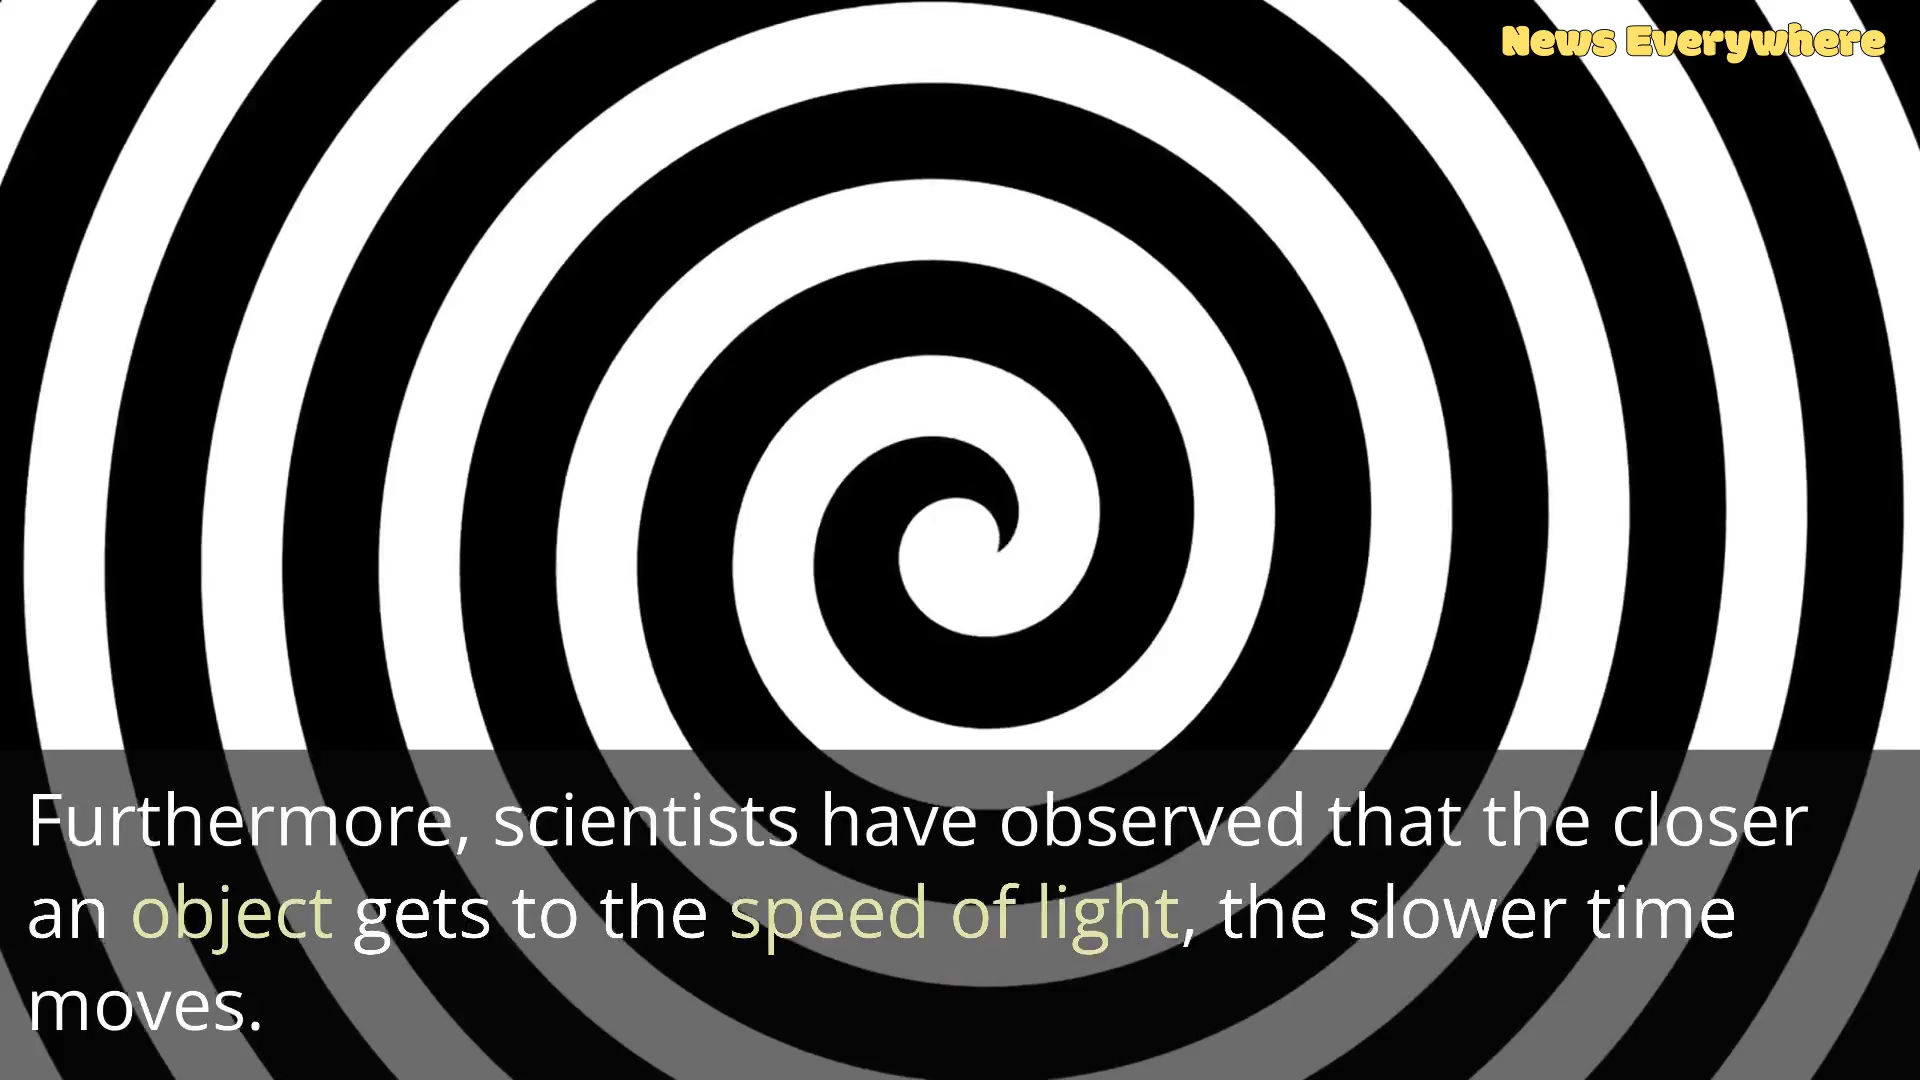 News Everywhere
Furthermore, scientists have observed that the closer
an object gets to the speed of light, the slower time
moves.